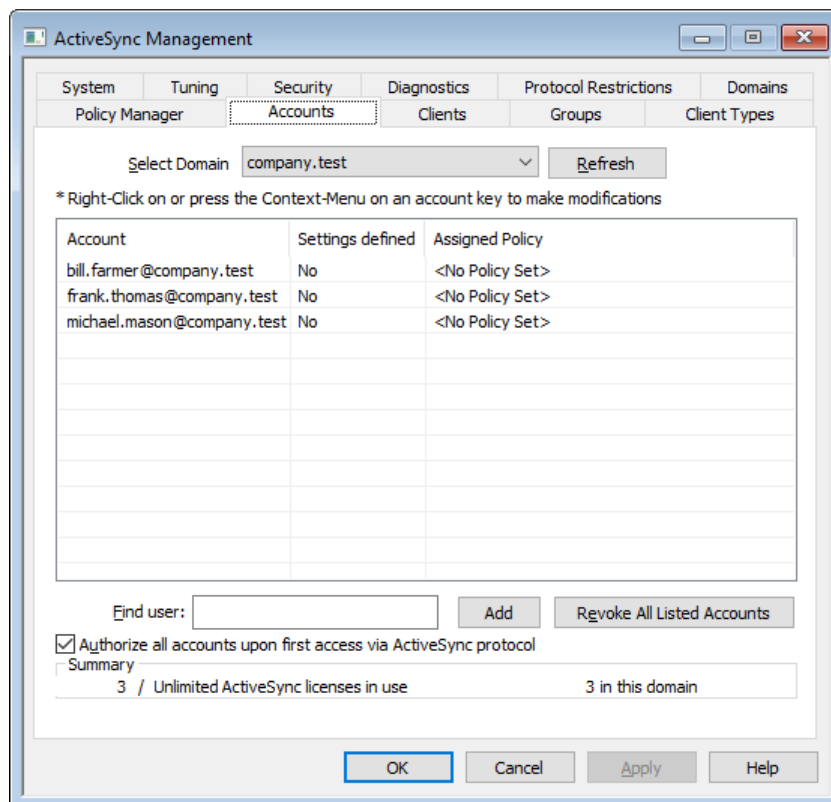 ActiveSync Management
System Tuning Security Diagnostics Protocol Restrictions Domains
Policy Manager Accounts Clients Groups Client Types
Select Domain company.test Refresh
* Right-Click on or press the Context-Menu on an account key to make modifications
Account Settings defined Assigned Policy
bill.farmer@company.test No <No Policy Set>
frank.thomas@company.test No <No Policy Set>
michael.mason@company.test No <No Policy Set>
Find user: Add Revoke All Listed Accounts
Authorize all accounts upon first access via ActiveSync protocol
Summary
3 / Unlimited ActiveSync licenses in use 3 in this domain
OK Cancel Apply Help